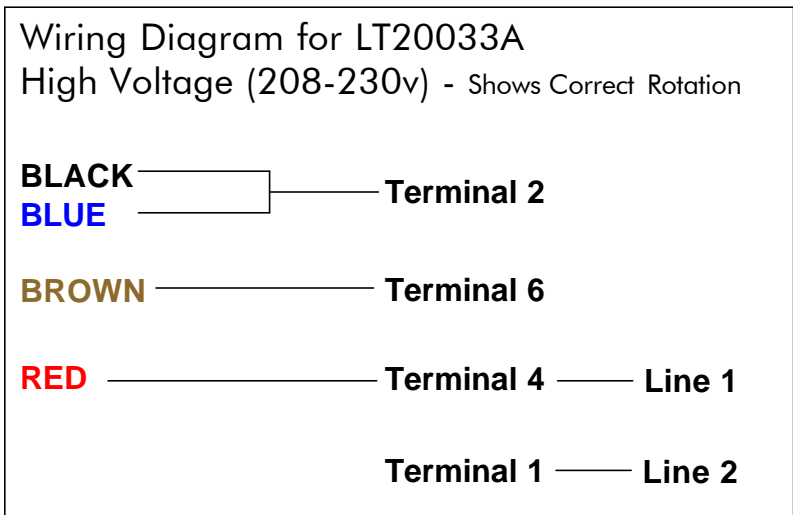 Wiring Diagram for LT20033A
High Voltage (208-230v) - Shows Correct Rotation
BLACK
BLUE
Terminal 2
BROWN Terminal 6
RED Terminal 4 Line 1
Terminal 1 Line 2